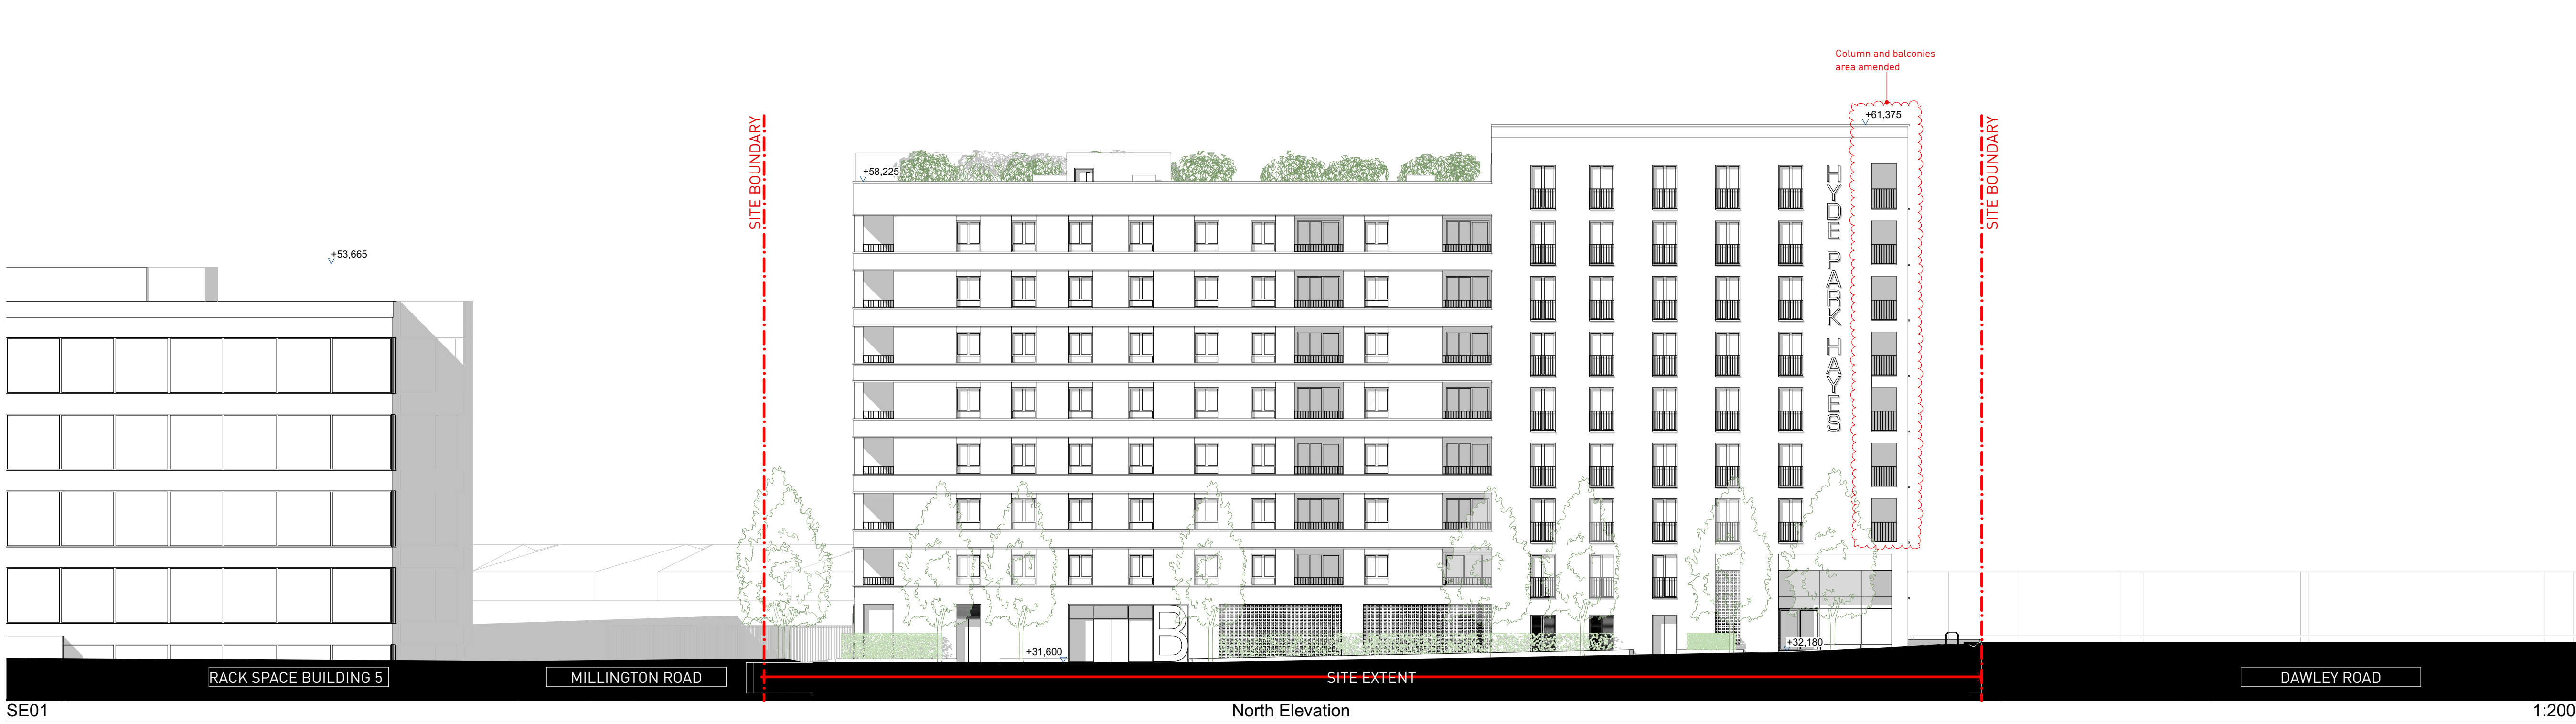 Column and balconies
area amended
+61,375
SITE BOUNDARY
SITE BOUNDARY
+58,225
HYDE PARK HAYES
+53,665
B
+31,600
+32,180
RACK SPACE BUILDING 5
MILLINGTON ROAD
SITE EXTENT
DAWLEY ROAD
SE01
North Elevation
1:200